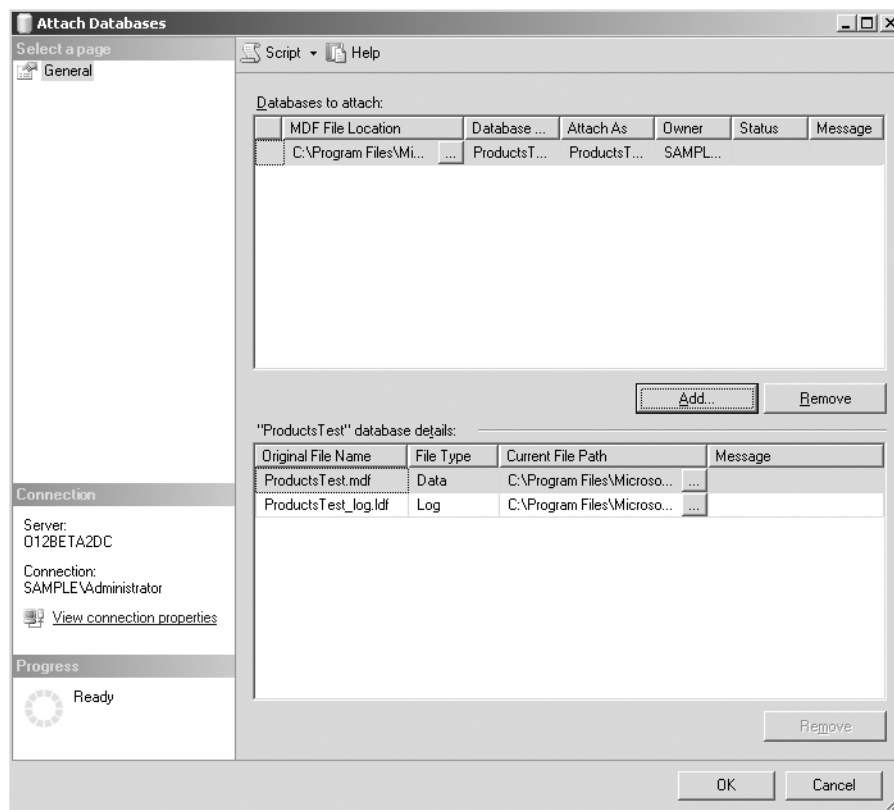 Attach Databases
Select a page
General
Script Help
Databases to attach:
MDF File Location Database ... Attach As Owner Status Message
C:\Program Files\Mi... ... ProductsT... ProductsT... SAMPL...
Add... Remove
"ProductsTest" database details:
Original File Name File Type Current File Path Message
ProductsTest.mdf Data C:\Program Files\Microso... ...
ProductsTest_log.ldf Log C:\Program Files\Microso... ...
Connection
Server:
O12BETA2DC
Connection:
SAMPLE\Administrator
View connection properties
Progress
Ready
Remove
OK Cancel